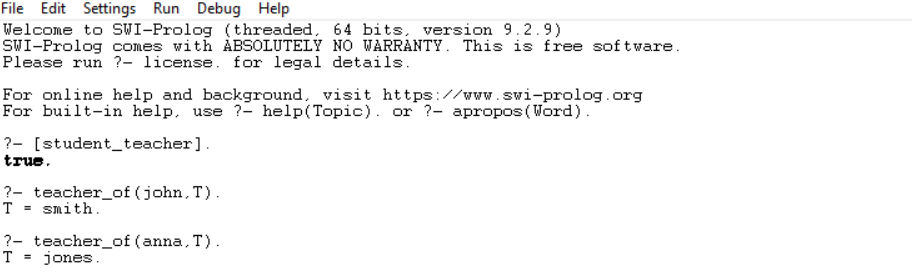 File Edit Settings Run Debug Help
Welcome to SWI-Prolog (threaded, 64 bits, version 9.2.9)
SWI-Prolog comes with ABSOLUTELY NO WARRANTY. This is free software.
Please run ?- license. for legal details.
For online help and background, visit https://www.swi-prolog.org
For built-in help, use ?- help(Topic). or ?- apropos(Word).
?- [student_teacher].
true.
?- teacher_of(john,T).
T = smith.
?- teacher_of(anna,T).
T = jones.